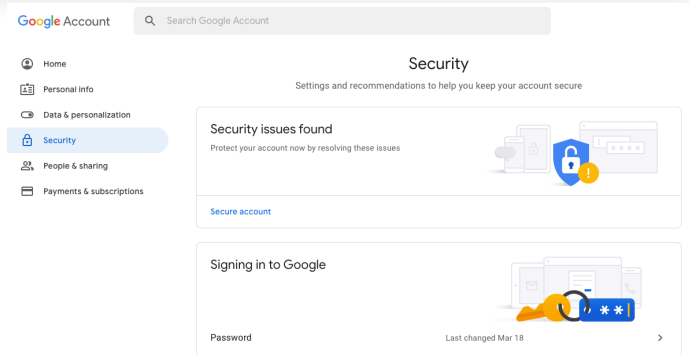 Google Account
Search Google Account
Home
Personal info
Data & personalization
Security
People & sharing
Payments & subscriptions
Security
Settings and recommendations to help you keep your account secure
Security issues found
Protect your account now by resolving these issues
Secure account
Signing in to Google
Password
Last changed Mar 18